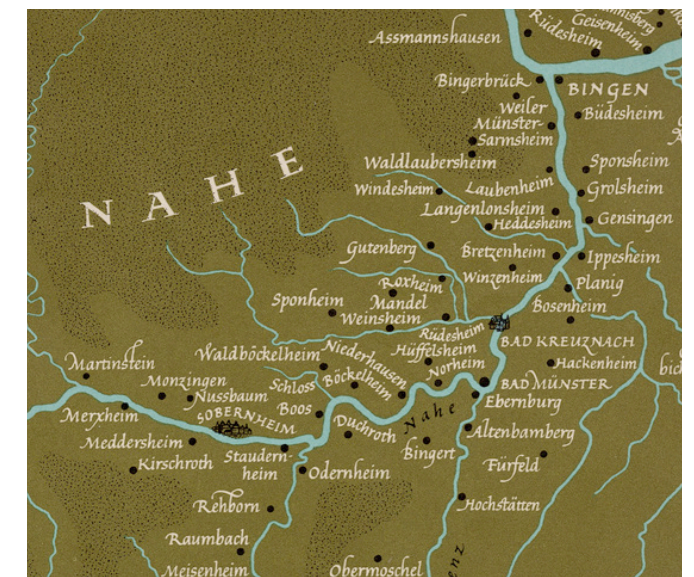 Assmannshausen
Rüdesheim
Geisenheim
Bingerbrück
BINGEN
Weiler
Büdesheim
Münster-
Sarmsheim
Waldlaubersheim
Sponsheim
Windesheim
Laubenheim
Grolsheim
NAHE
Langenlonsheim
Heddesheim
Gensingen
Gutenberg
Bretzenheim
Ippesheim
Winzenheim
Roxheim
Planig
Sponheim
Mandel
Bosenheim
Weinsheim
Rüdesheim
BAD KREUZNACH
Waldböckelheim
Niederhausen
Hüffelsheim
Hackenheim
Martinstein
Norheim
Monzingen
Schloss
Böckelheim
BAD MÜNSTER
Nussbaum
Ebernburg
Merxheim
SOBERNHEIM
Boos
Nahe
Duchroth
Altenbamberg
Meddersheim
Staudern-
heim
Bingert
Kirschroth
Fürfeld
Odernheim
Rehborn
Hochstätten
Raumbach
Meisenheim
Obermoschel